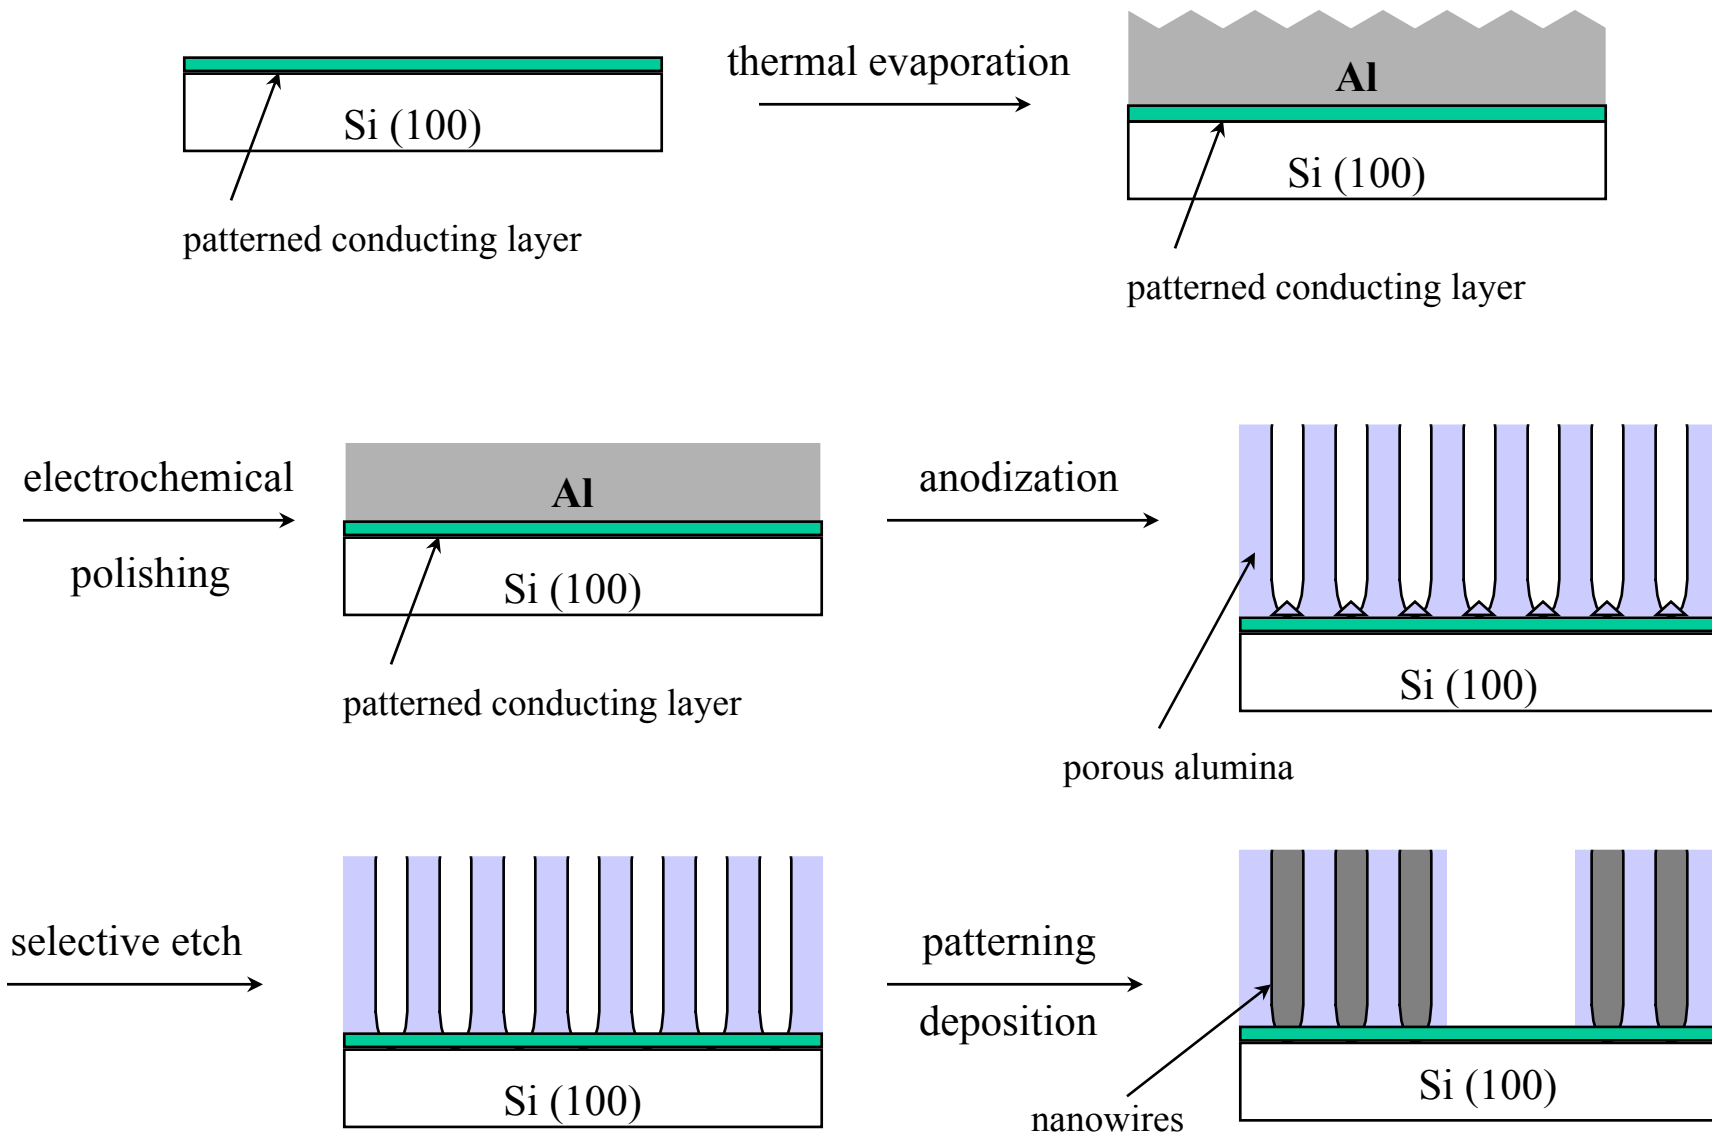 thermal evaporation
Al
Si (100)
Si (100)
patterned conducting layer
patterned conducting layer
electrochemical
polishing
Al
Si (100)
patterned conducting layer
anodization
Si (100)
porous alumina
selective etch
Si (100)
patterning
deposition
Si (100)
nanowires